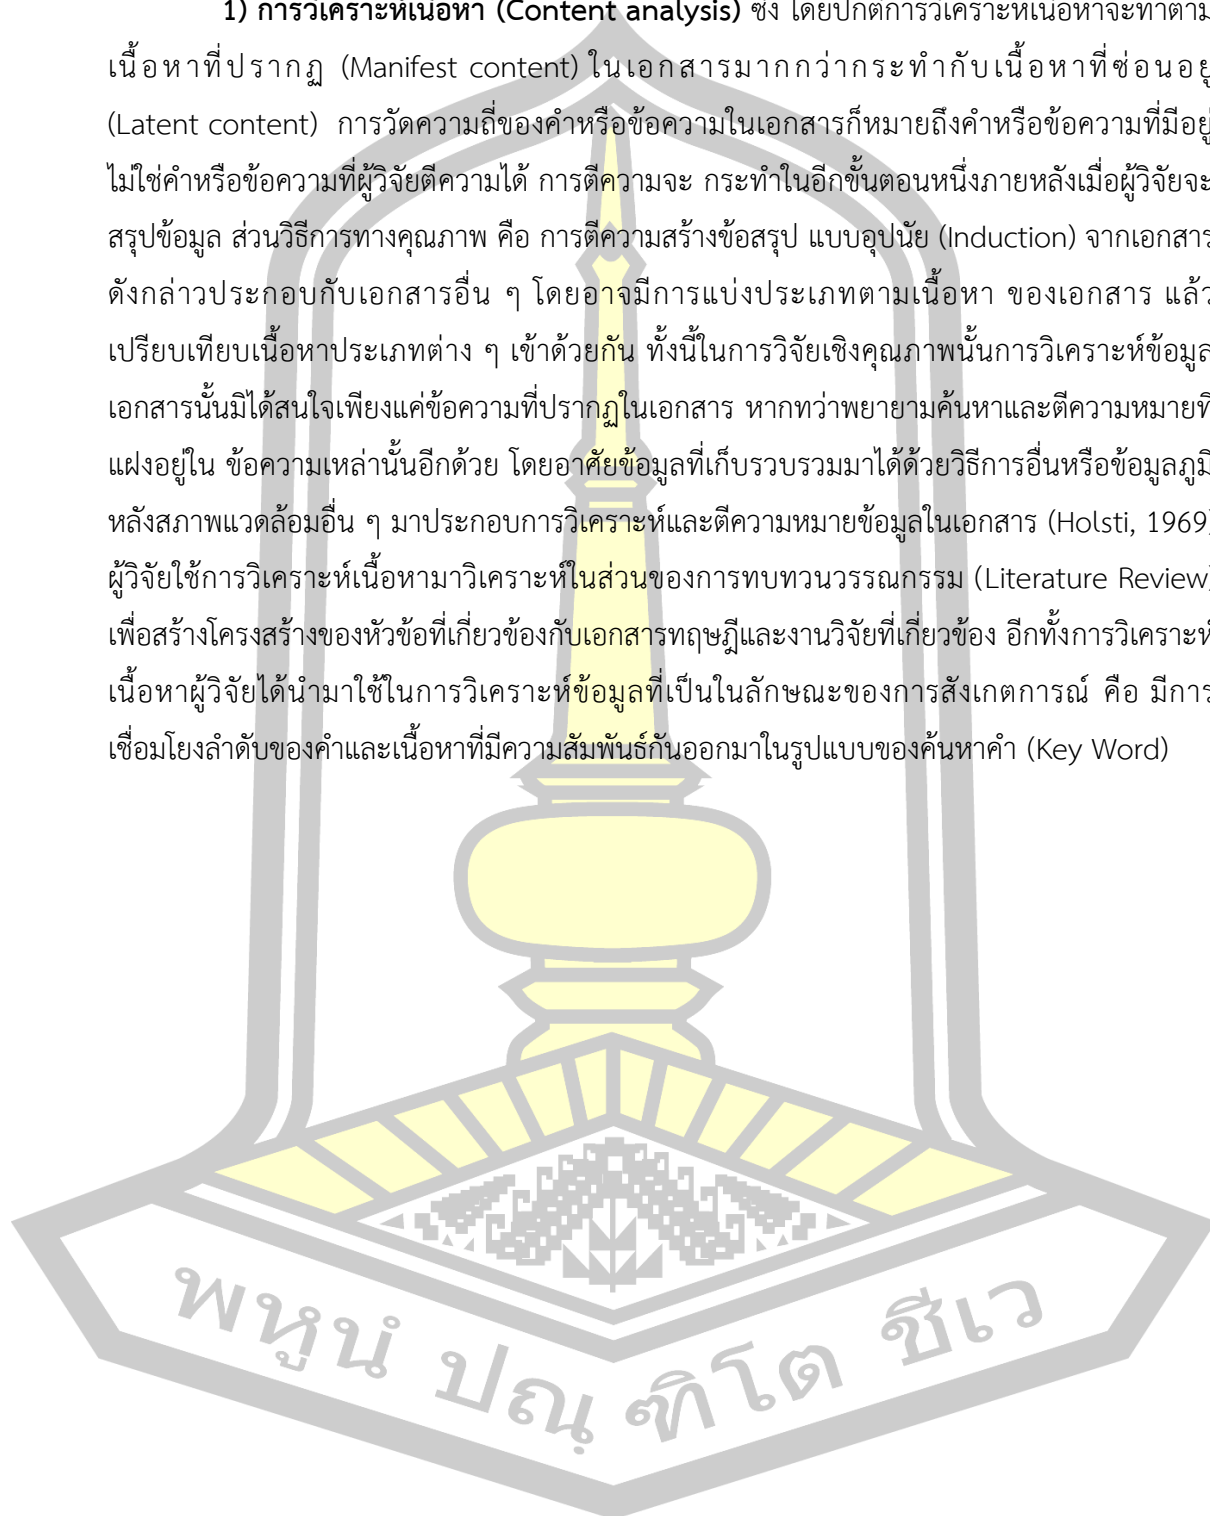 1) การวิเคราะห์เนื้อหา (Content analysis) ซึ่ง โดยปกติการวิเคราะห์เนื้อหาจะทำตาม
เนื้อหาที่ปรากฏ (Manifest content) ในเอกสารมากกว่ากระทำกับเนื้อหาที่ซ่อนอยู่
(Latent content) การวัดความถี่ของคำหรือข้อความในเอกสารก็หมายถึงคำหรือข้อความที่มีอยู่
ไม่ใช่คำหรือข้อความที่ผู้วิจัยตีความได้ การตีความจะ กระทำในอีกขั้นตอนหนึ่งภายหลังเมื่อผู้วิจัยจะ
สรุปข้อมูล ส่วนวิธีการทางคุณภาพ คือ การตีความสร้างข้อสรุป แบบอุปนัย (Induction) จากเอกสาร
ดังกล่าวประกอบกับเอกสารอื่น ๆ โดยอาจมีการแบ่งประเภทตามเนื้อหา ของเอกสาร แล้ว
เปรียบเทียบเนื้อหาประเภทต่าง ๆ เข้าด้วยกัน ทั้งนี้ในการวิจัยเชิงคุณภาพนั้นการวิเคราะห์ข้อมูล
เอกสารนั้นมิได้สนใจเพียงแค่ข้อความที่ปรากฏในเอกสาร หากทว่าพยายามค้นหาและตีความหมายที่
แฝงอยู่ใน ข้อความเหล่านั้นอีกด้วย โดยอาศัยข้อมูลที่เก็บรวบรวมมาได้ด้วยวิธีการอื่นหรือข้อมูลภูมิ
หลังสภาพแวดล้อมอื่น ๆ มาประกอบการวิเคราะห์และตีความหมายข้อมูลในเอกสาร (Holsti, 1969)
ผู้วิจัยใช้การวิเคราะห์เนื้อหามาวิเคราะห์ในส่วนของการทบทวนวรรณกรรม (Literature Review)
เพื่อสร้างโครงสร้างของหัวข้อที่เกี่ยวข้องกับเอกสารทฤษฎีและงานวิจัยที่เกี่ยวข้อง อีกทั้งการวิเคราะห์
เนื้อหาผู้วิจัยได้นำมาใช้ในการวิเคราะห์ข้อมูลที่เป็นในลักษณะของการสังเกตการณ์ คือ มีการ
เชื่อมโยงลำดับของคำและเนื้อหาที่มีความสัมพันธ์กันออกมาในรูปแบบของค้นหาคำ (Key Word)
พหูนํ ปณฺ ฑิโต ชีเว